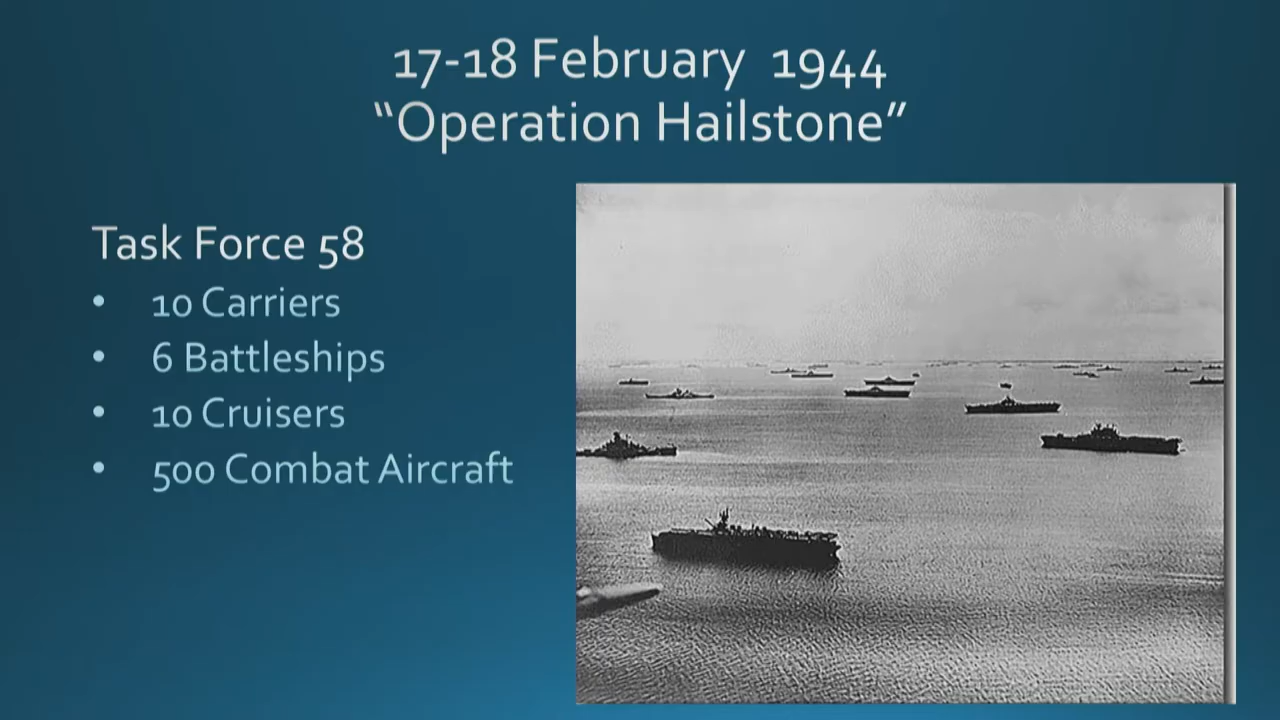 17-18 February 1944
“Operation Hailstone”
Task Force 58
• 10 Carriers
• 6 Battleships
• 10 Cruisers
• 500 Combat Aircraft